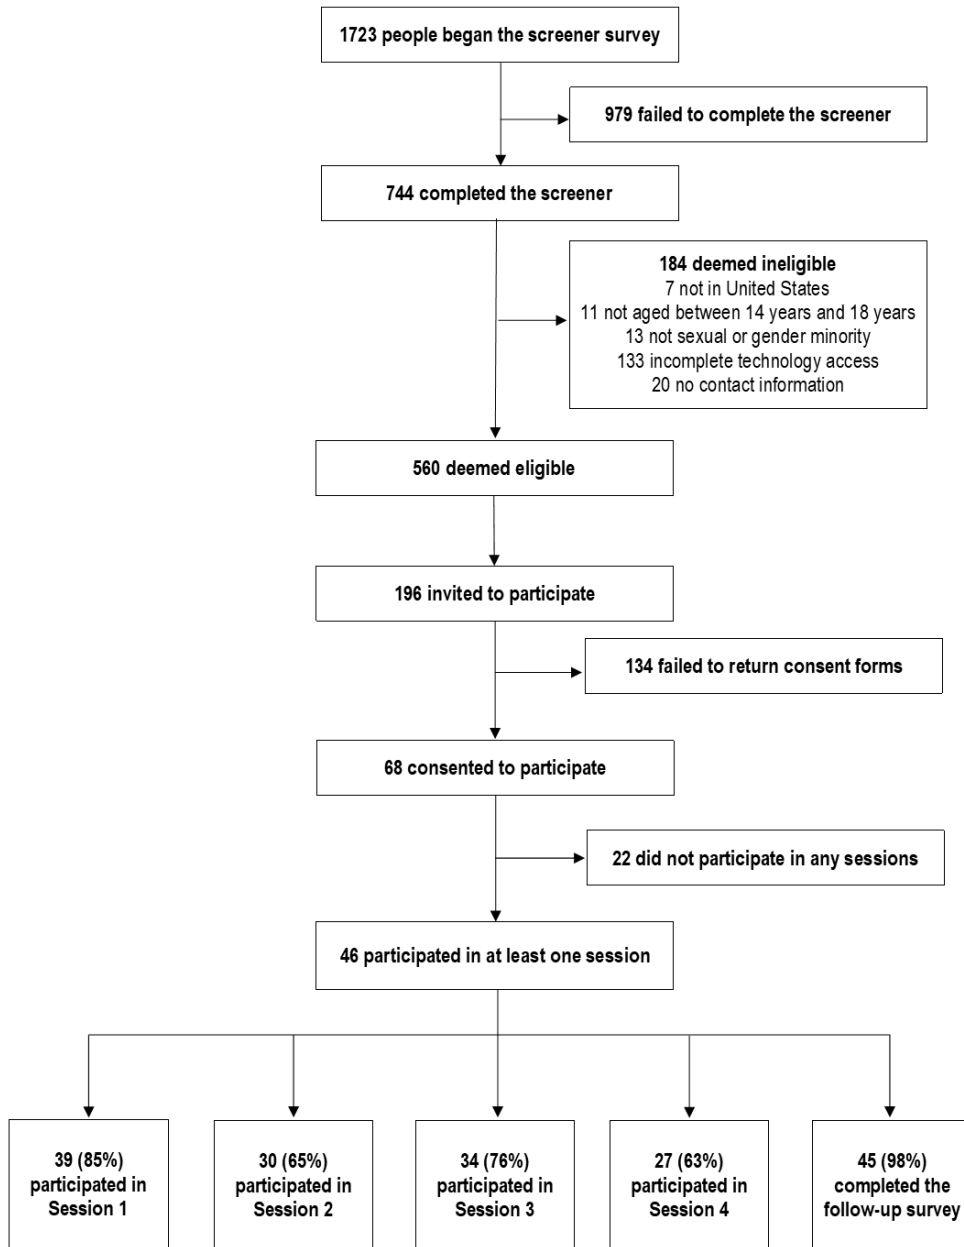 1723 people began the screener survey
979 failed to complete the screener
744 completed the screener
184 deemed ineligible
7 not in United States
11 not aged between 14 years and 18 years
13 not sexual or gender minority
133 incomplete technology access
20 no contact information
560 deemed eligible
196 invited to participate
134 failed to return consent forms
68 consented to participate
22 did not participate in any sessions
46 participated in at least one session
39 (85%)
participated in
Session 1
30 (65%)
participated in
Session 2
34 (76%)
participated in
Session 3
27 (63%)
participated in
Session 4
45 (98%)
completed the
follow-up survey